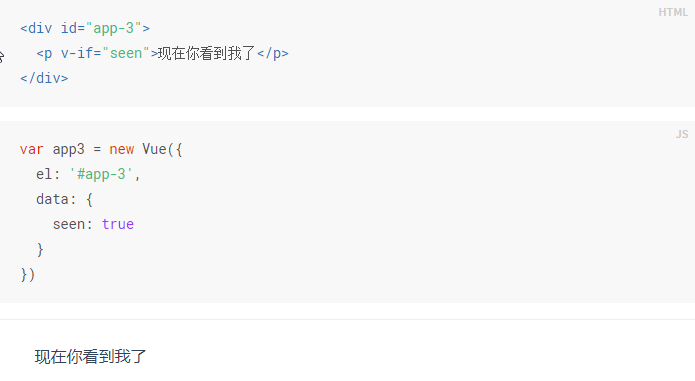 HTML
<div id="app-3">
  <p v-if="seen">现在你看到我了</p>
</div>
JS
var app3 = new Vue({
  el: '#app-3',
  data: {
    seen: true
  }
})
现在你看到我了